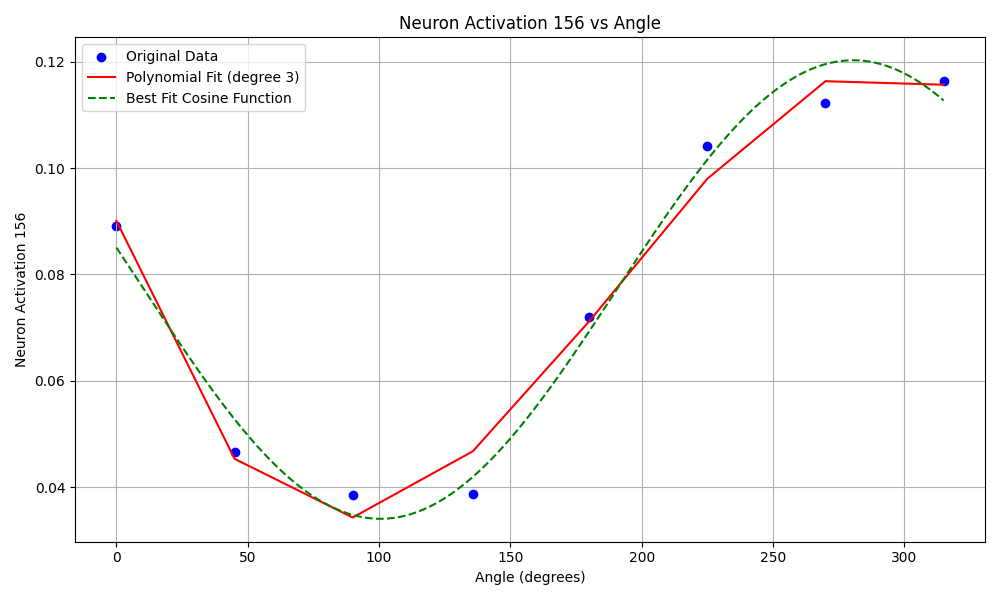 Neuron Activation 156 vs Angle
Original Data
Polynomial Fit (degree 3)
Best Fit Cosine Function
Neuron Activation 156
0.12
0.10
0.08
0.06
0.04
0
50
100
150
200
250
300
Angle (degrees)